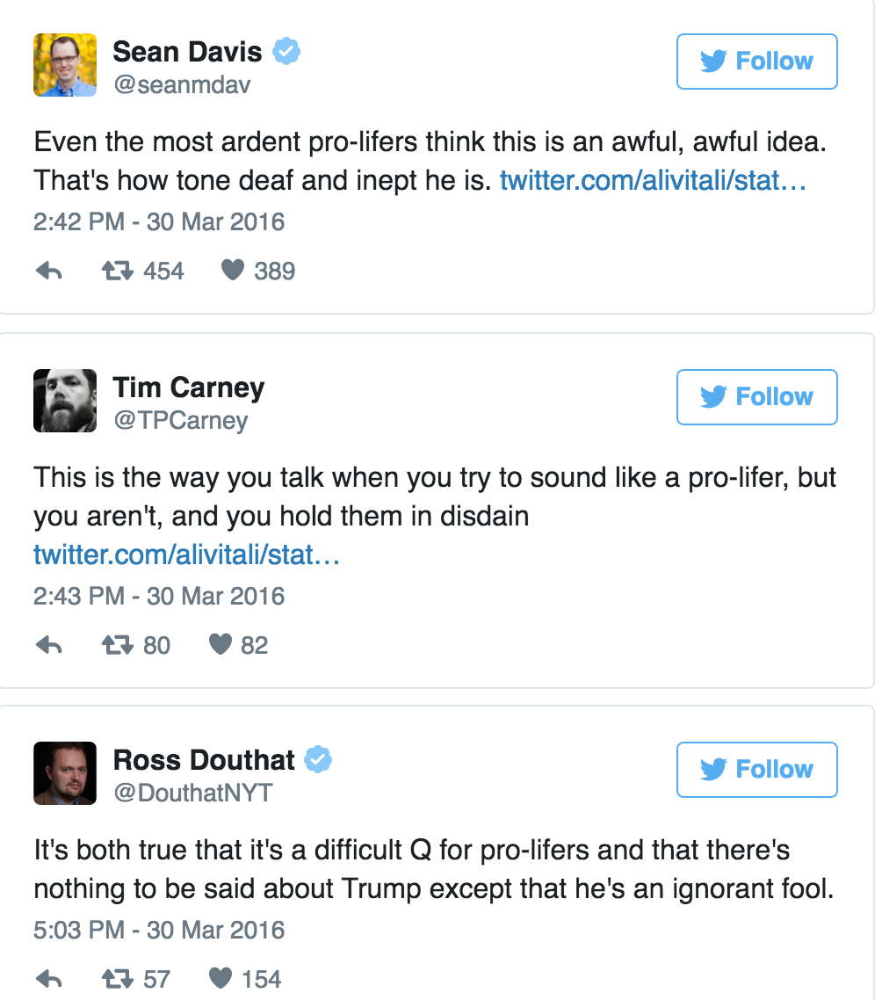 Sean Davis
@seanmdav
Follow
Even the most ardent pro-lifers think this is an awful, awful idea.
That's how tone deaf and inept he is. twitter.com/alivitali/stat…
2:42 PM - 30 Mar 2016
454 389
Tim Carney
@TPCarney
Follow
This is the way you talk when you try to sound like a pro-lifer, but
you aren't, and you hold them in disdain
twitter.com/alivitali/stat…
2:43 PM - 30 Mar 2016
80 82
Ross Douthat
@DouthatNYT
Follow
It's both true that it's a difficult Q for pro-lifers and that there's
nothing to be said about Trump except that he's an ignorant fool.
5:03 PM - 30 Mar 2016
57 154